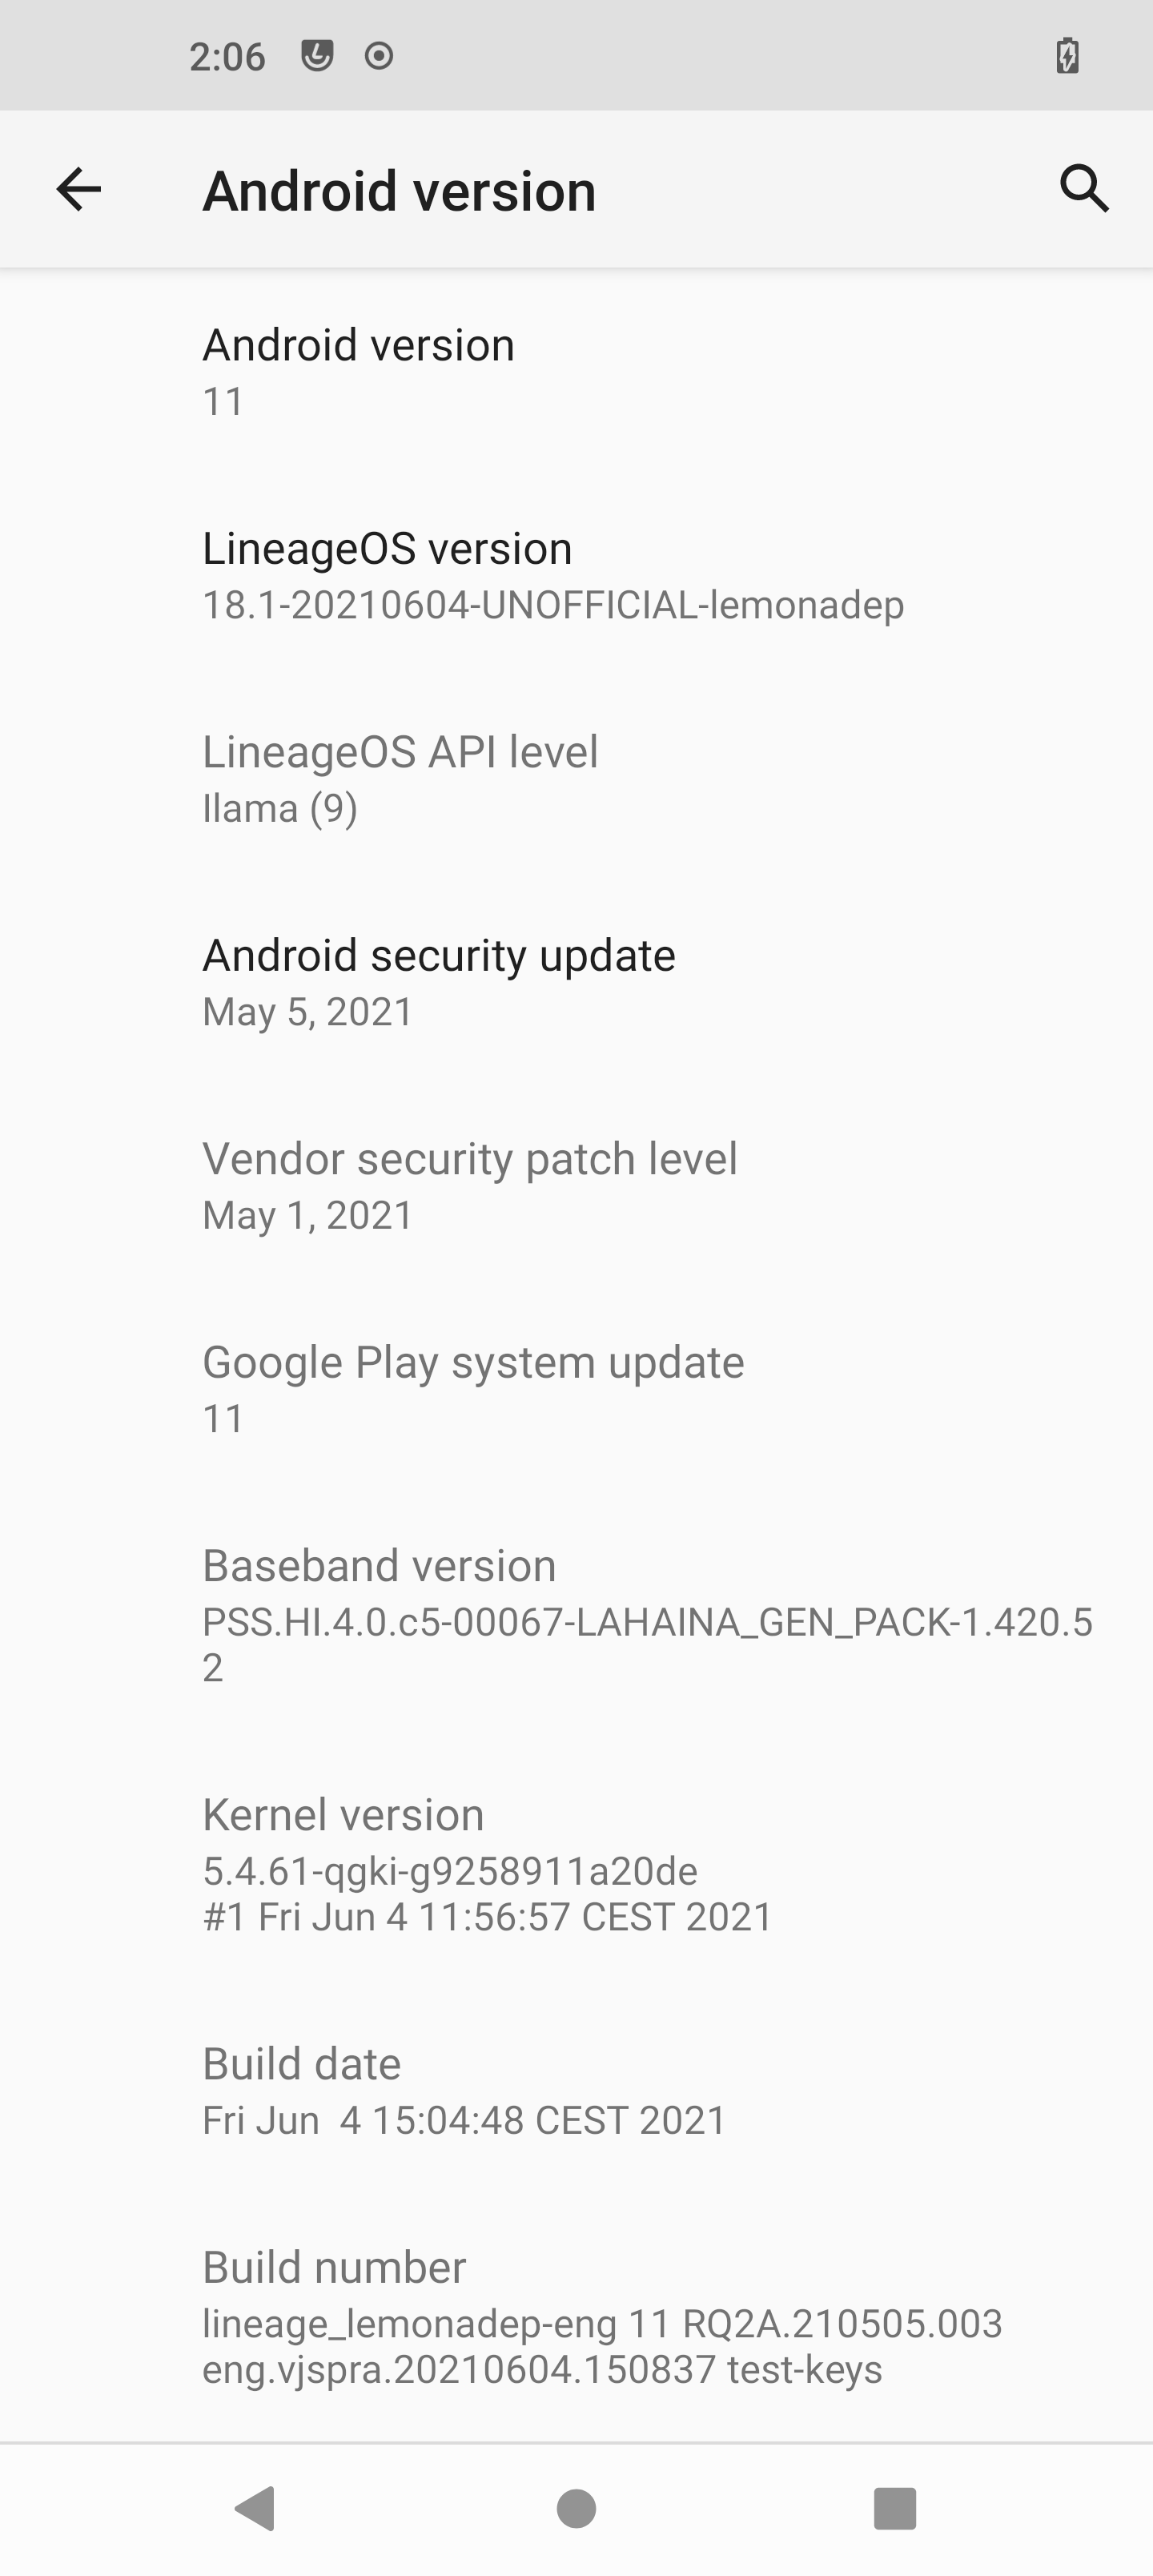 2:06
Android version
Android version
11
LineageOS version
18.1-20210604-UNOFFICIAL-lemonadep
LineageOS API level
Ilama (9)
Android security update
May 5, 2021
Vendor security patch level
May 1, 2021
Google Play system update
11
Baseband version
PSS.HI.4.0.c5-00067-LAHAINA_GEN_PACK-1.420.5
2
Kernel version
5.4.61-qgki-g9258911a20de
#1 Fri Jun 4 11:56:57 CEST 2021
Build date
Fri Jun  4 15:04:48 CEST 2021
Build number
lineage_lemonadep-eng 11 RQ2A.210505.003
eng.vjspra.20210604.150837 test-keys